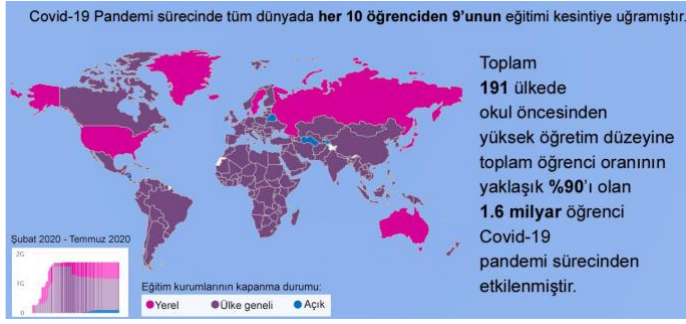 Covid-19 Pandemi sürecinde tüm dünyada her 10 öğrenciden 9'unun eğitimi kesintiye uğramıştır.
Toplam
191 ülkede
okul öncesinden
yüksek öğretim düzeyine
toplam öğrenci oranının
yaklaşık %90'ı olan
1.6 milyar öğrenci
Covid-19
pandemi sürecinden
etkilenmiştir.
Şubat 2020 - Temmuz 2020
2G
1G
0
Eğitim kurumlarının kapanma durumu:
Yerel Ülke geneli Açık